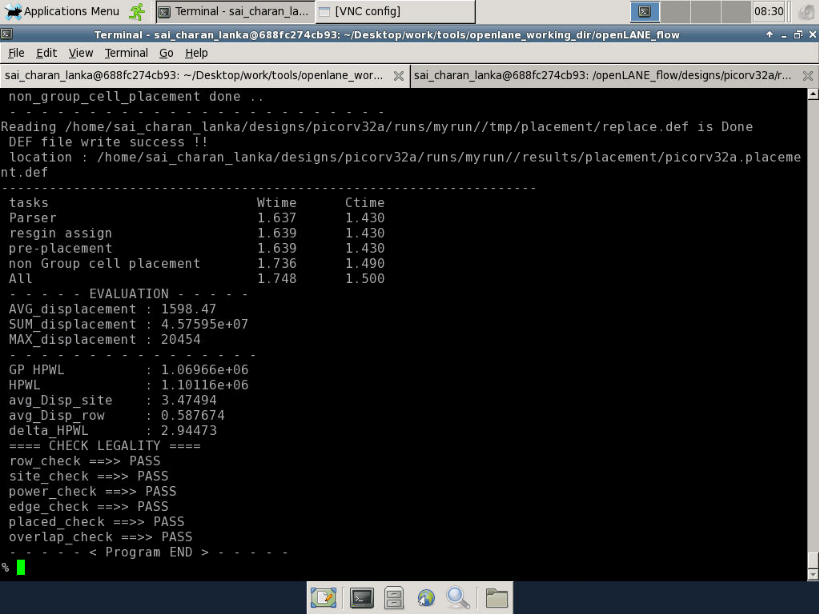 Applications Menu
Terminal - sai_charan_la...
[VNC config]
08:30
Terminal - sai_charan_lanka@688fc274cb93: ~/Desktop/work/tools/openlane_working_dir/openLANE_flow
File Edit View Terminal Go Help
sai_charan_lanka@688fc274cb93: ~/Desktop/work/tools/openlane_wor...
sai_charan_lanka@688fc274cb93: /openLANE_flow/designs/picorv32a/r...
non_group_cell_placement done ..
- - - - - - - - - - - - - - - - - - - - - - - -
Reading /home/sai_charan_lanka/designs/picorv32a/runs/myrun//tmp/placement/replace.def is Done
DEF file write success !!
location : /home/sai_charan_lanka/designs/picorv32a/runs/myrun//results/placement/picorv32a.placeme
nt.def
-------------------------------------------------------------------
tasks Wtime Ctime
Parser 1.637 1.430
resgin assign 1.639 1.430
pre-placement 1.639 1.430
non Group cell placement 1.736 1.490
All 1.748 1.500
- - - - - EVALUATION - - - - -
AVG_displacement : 1598.47
SUM_displacement : 4.57595e+07
MAX_displacement : 20454
- - - - - - - - - - - - - - - -
GP HPWL : 1.06966e+06
HPWL : 1.10116e+06
avg_Disp_site : 3.47494
avg_Disp_row : 0.587674
delta_HPWL : 2.94473
==== CHECK LEGALITY ====
row_check ==>> PASS
site_check ==>> PASS
power_check ==>> PASS
edge_check ==>> PASS
placed_check ==>> PASS
overlap_check ==>> PASS
- - - - - < Program END > - - - - -
%